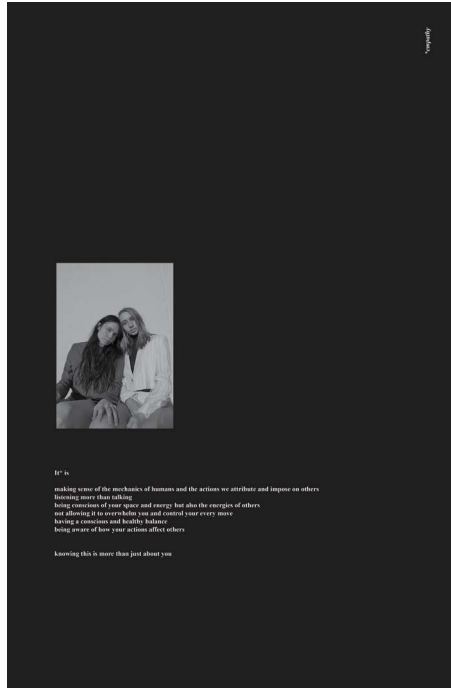 *empathy
It* is
making sense of the mechanics of humans and the actions we attribute and impose on others
listening more than talking
being conscious of your space and energy but also the energies of others
not allowing it to overwhelm you and control your every move
having a conscious and healthy balance
being aware of how your actions affect others
knowing this is more than just about you